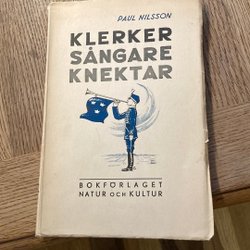 PAUL NILSSON
KLERKER
SÅNGARE
KNEKTAR
BOKFÖRLAGET
NATUR OCH KULTUR